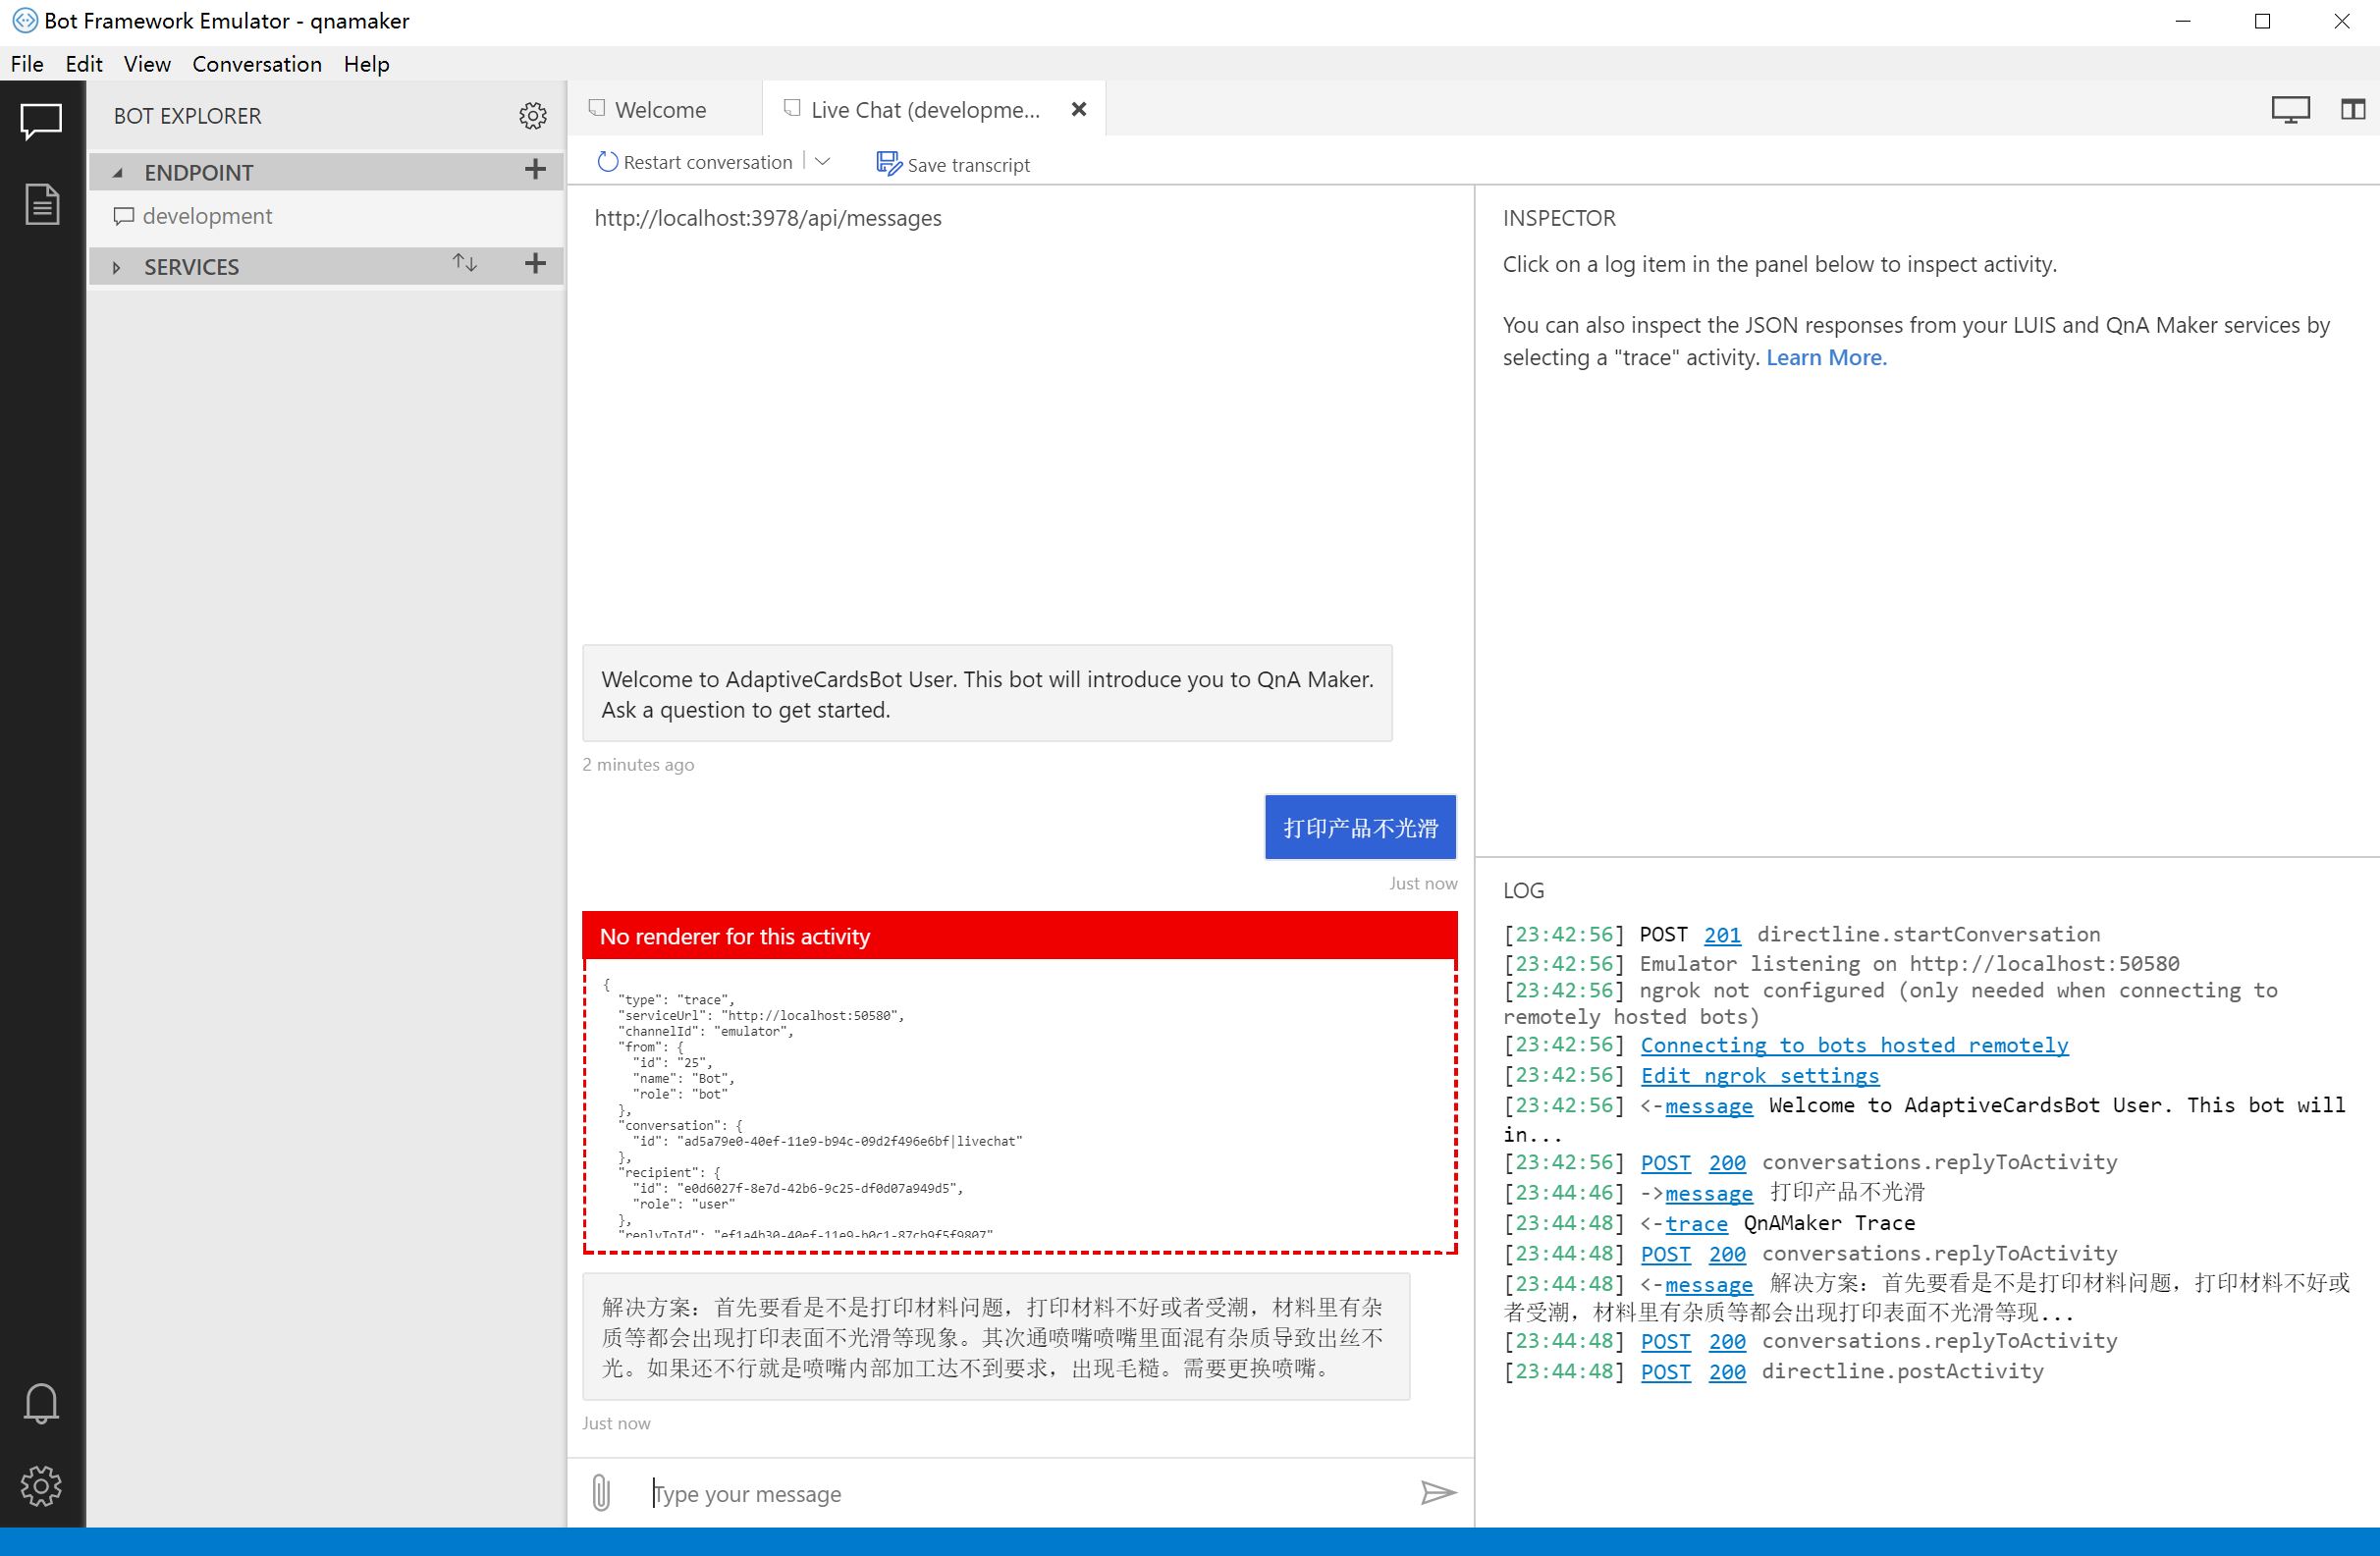 Bot Framework Emulator - qnamaker
File Edit View Conversation Help
BOT EXPLORER
ENDPOINT
development
SERVICES
Welcome
Live Chat (developme...
Restart conversation
Save transcript
http://localhost:3978/api/messages
Welcome to AdaptiveCardsBot User. This bot will introduce you to QnA Maker.
Ask a question to get started.
2 minutes ago
打印产品不光滑
Just now
No renderer for this activity
{
"type": "trace",
"serviceUrl": "http://localhost:50580",
"channelId": "emulator",
"from": {
"id": "25",
"name": "Bot",
"role": "bot"
},
"conversation": {
"id": "ad5a79e0-40ef-11e9-b94c-09d2f496e6bf|livechat"
},
"recipient": {
"id": "e0d6027f-8e7d-42b6-9c25-df0d07a949d5",
"role": "user"
},
"replyToId": "ef1a4b30-40ef-11e9-b0c1-87cb9f5f9807"
解决方案：首先要看是不是打印材料问题，打印材料不好或者受潮，材料里有杂
质等都会出现打印表面不光滑等现象。其次通喷嘴喷嘴里面混有杂质导致出丝不
光。如果还不行就是喷嘴内部加工达不到要求，出现毛糙。需要更换喷嘴。
Just now
Type your message
INSPECTOR
Click on a log item in the panel below to inspect activity.
You can also inspect the JSON responses from your LUIS and QnA Maker services by
selecting a "trace" activity. Learn More.
LOG
[23:42:56] POST 201 directline.startConversation
[23:42:56] Emulator listening on http://localhost:50580
[23:42:56] ngrok not configured (only needed when connecting to
remotely hosted bots)
[23:42:56] Connecting to bots hosted remotely
[23:42:56] Edit ngrok settings
[23:42:56] <-message Welcome to AdaptiveCardsBot User. This bot will
in...
[23:42:56] POST 200 conversations.replyToActivity
[23:44:46] ->message 打印产品不光滑
[23:44:48] <-trace QnAMaker Trace
[23:44:48] POST 200 conversations.replyToActivity
[23:44:48] <-message 解决方案：首先要看是不是打印材料问题，打印材料不好或
者受潮，材料里有杂质等都会出现打印表面不光滑等现...
[23:44:48] POST 200 conversations.replyToActivity
[23:44:48] POST 200 directline.postActivity